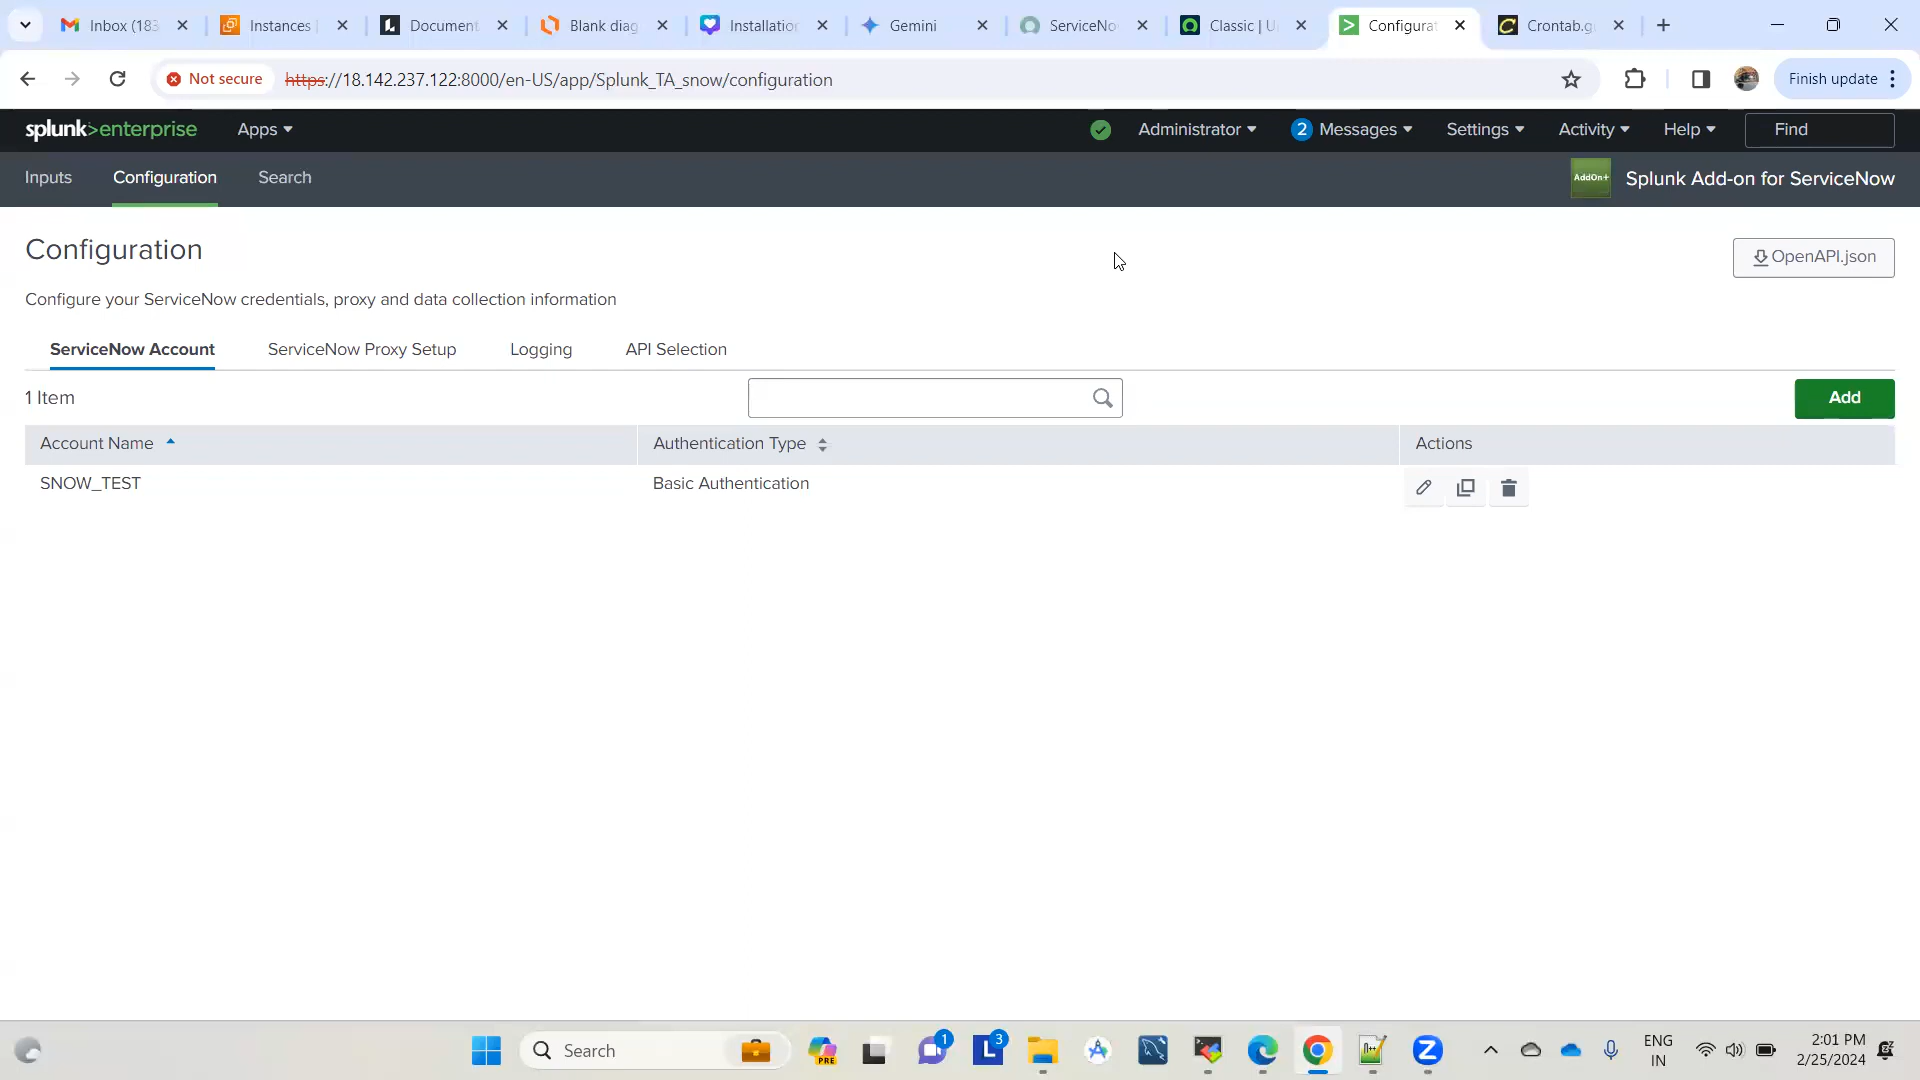 Inbox (183
Instances |
Document
Blank diag
Installation
Gemini
ServiceNo
Classic | U
Configurat
Crontab.g
Not secure
https://18.142.237.122:8000/en-US/app/Splunk_TA_snow/configuration
Finish update
splunk>enterprise
Apps
Administrator
2 Messages
Settings
Activity
Help
Find
Inputs
Configuration
Search
AddOn+
Splunk Add-on for ServiceNow
Configuration
OpenAPI.json
Configure your ServiceNow credentials, proxy and data collection information
ServiceNow Account
ServiceNow Proxy Setup
Logging
API Selection
1 Item
Add
Account Name
Authentication Type
Actions
SNOW_TEST
Basic Authentication
Search
PRE
1
L
3
ENG
IN
2:01 PM
2/25/2024